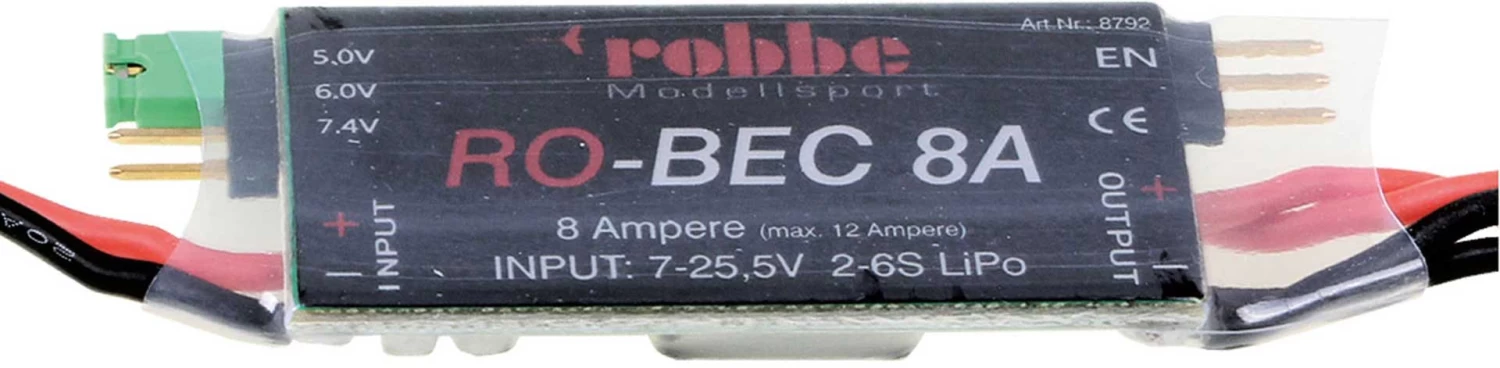 Art.Nr.: 8792
robbe
Modellsport
5.0V
6.0V
7.4V
EN
CE
RO-BEC 8A
8 Ampere (max. 12 Ampere)
INPUT: 7-25,5V 2-6S LiPo
+
INPUT
–
+
OUTPUT
–